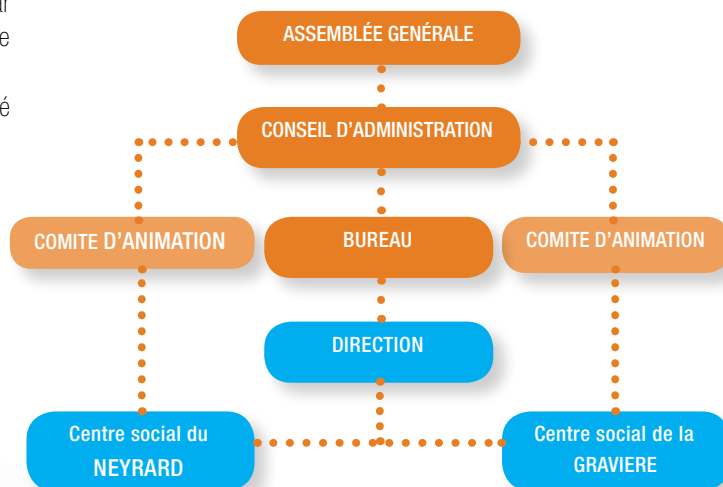 ar
e
é
ASSEMBLÉE GENÉRALE
CONSEIL D'ADMINISTRATION
COMITE D'ANIMATION
BUREAU
COMITE D'ANIMATION
DIRECTION
Centre social du
NEYRARD
Centre social de la
GRAVIERE